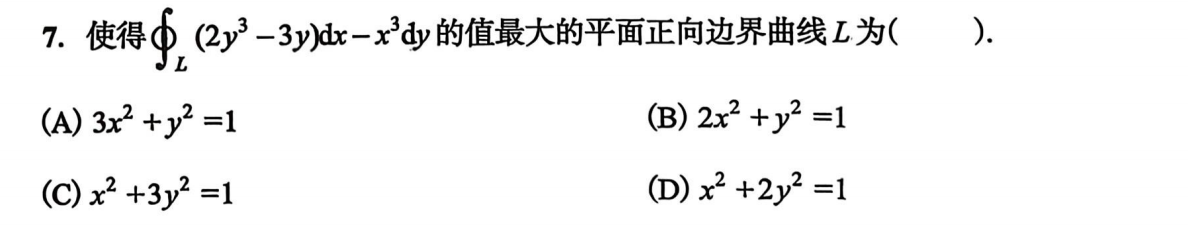 7. 使得∮_L (2y³ −3y)dx − x³dy 的值最大的平面正向边界曲线 L 为(　　).
(A) 3x² + y² =1　　(B) 2x² + y² =1
(C) x² +3y² =1　　(D) x² +2y² =1